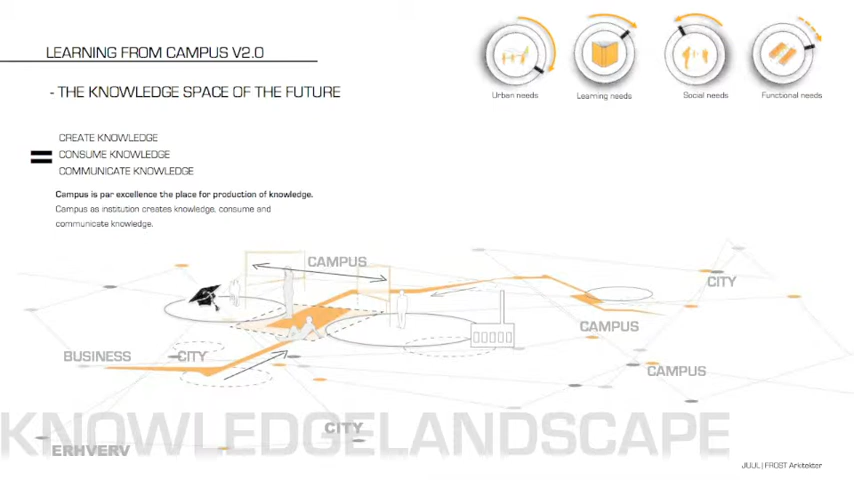 LEARNING FROM CAMPUS V2.0
- THE KNOWLEDGE SPACE OF THE FUTURE
Urban needs
Learning needs
Social needs
Functional needs
=
CREATE KNOWLEDGE
CONSUME KNOWLEDGE
COMMUNICATE KNOWLEDGE
Campus is par excellence the place for production of knowledge.
Campus as institution creates knowledge, consume and
communicate knowledge.
CAMPUS
CITY
CAMPUS
BUSINESS
CITY
CAMPUS
KNOWLEDGELANDSCAPE
CITY
ERHVERV
JUUL | FROST Arkitekter